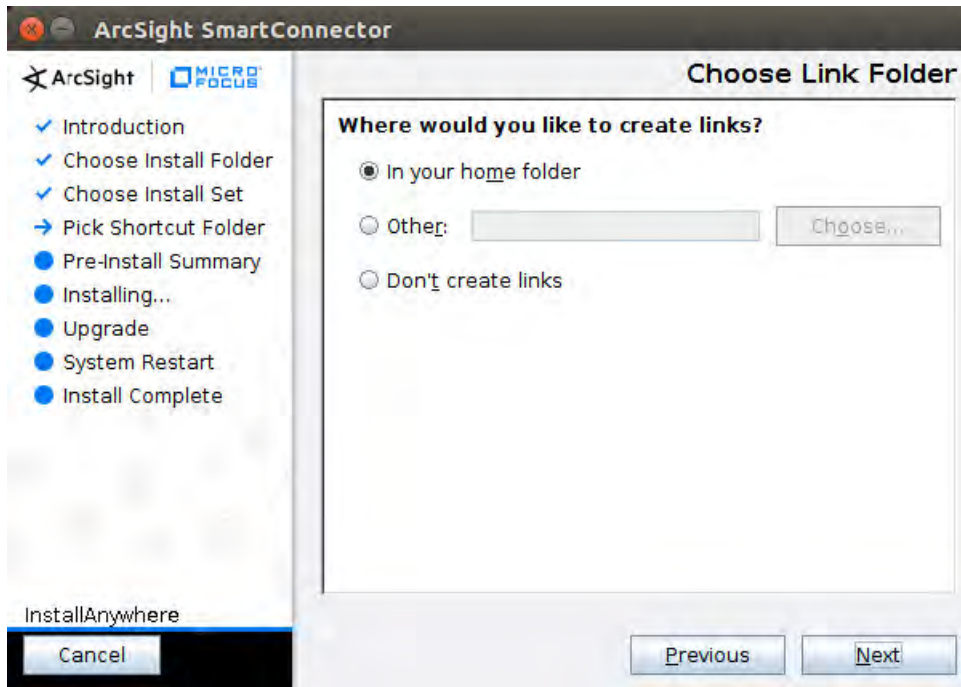 ArcSight SmartConnector
ArcSight
MICRO
FOCUS
Introduction
Choose Install Folder
Choose Install Set
Pick Shortcut Folder
Pre-Install Summary
Installing...
Upgrade
System Restart
Install Complete
InstallAnywhere
Cancel
Choose Link Folder
Where would you like to create links?
In your home folder
Other:
Choose...
Don't create links
Previous
Next